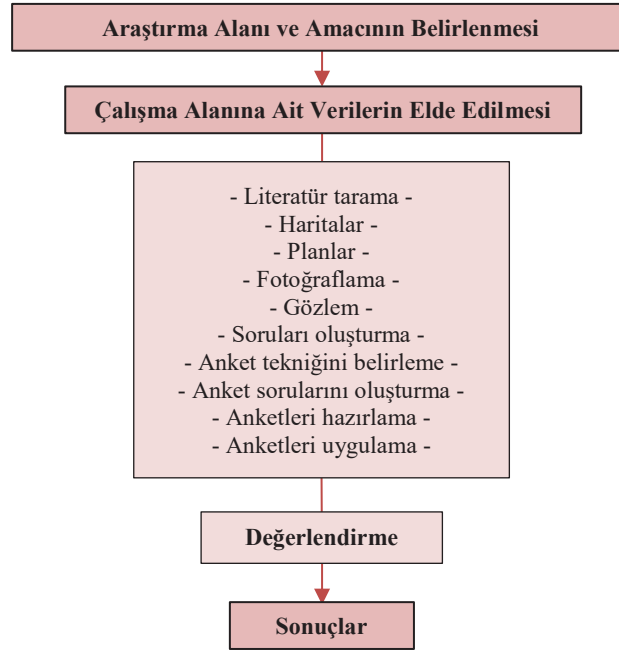 Araştırma Alanı ve Amacının Belirlenmesi
Çalışma Alanına Ait Verilerin Elde Edilmesi
- Literatür tarama -
- Haritalar -
- Planlar -
- Fotoğraflama -
- Gözlem -
- Soruları oluşturma -
- Anket tekniğini belirleme -
- Anket sorularını oluşturma -
- Anketleri hazırlama -
- Anketleri uygulama -
Değerlendirme
Sonuçlar